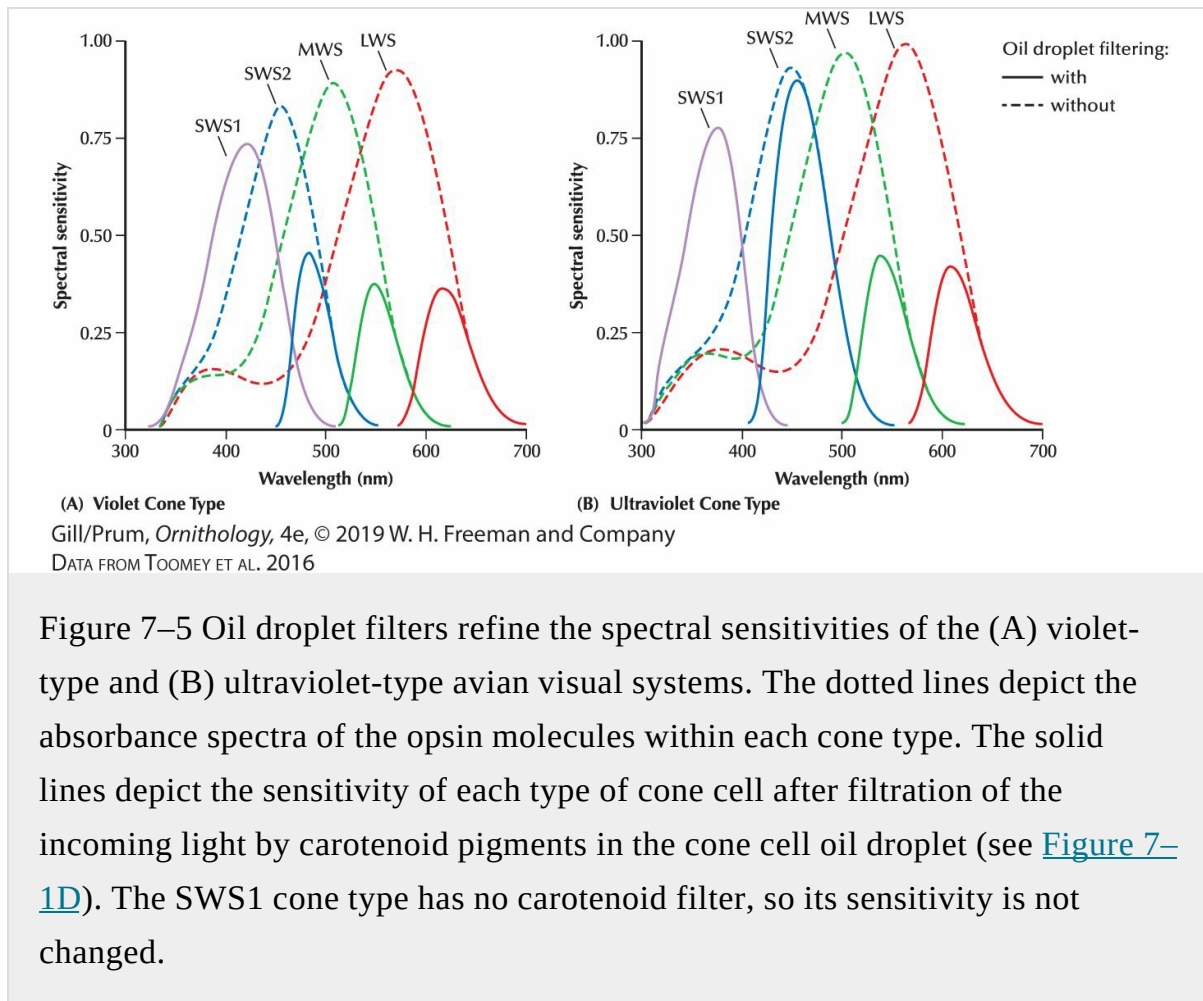 MWS LWS
SWS2
SWS1
1.00
0.75
0.50
0.25
0
Spectral sensitivity
300 400 500 600 700
Wavelength (nm)
(A) Violet Cone Type
MWS LWS
SWS2
SWS1
1.00
0.75
0.50
0.25
0
Spectral sensitivity
300 400 500 600 700
Wavelength (nm)
(B) Ultraviolet Cone Type
Oil droplet filtering:
with
without
Gill/Prum, Ornithology, 4e, © 2019 W. H. Freeman and Company
DATA FROM TOOMEY ET AL. 2016
Figure 7–5 Oil droplet filters refine the spectral sensitivities of the (A) violet-
type and (B) ultraviolet-type avian visual systems. The dotted lines depict the
absorbance spectra of the opsin molecules within each cone type. The solid
lines depict the sensitivity of each type of cone cell after filtration of the
incoming light by carotenoid pigments in the cone cell oil droplet (see Figure 7–
1D). The SWS1 cone type has no carotenoid filter, so its sensitivity is not
changed.